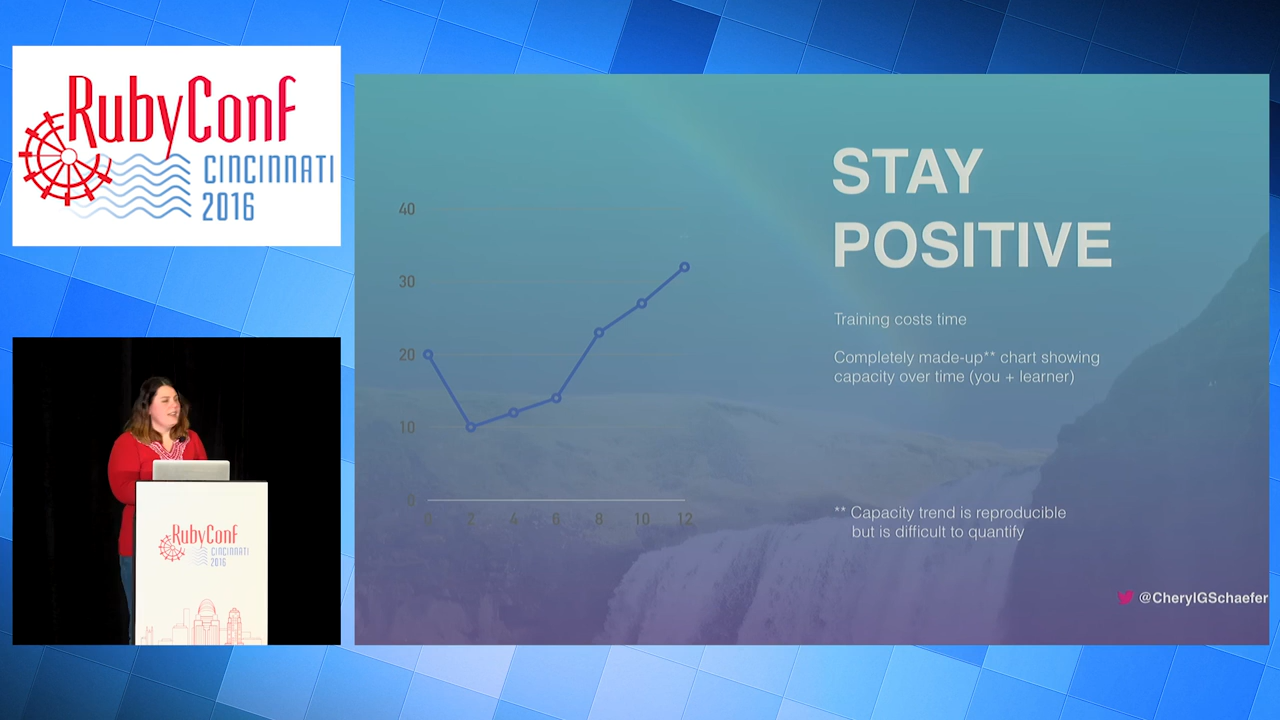 RubyConf
CINCINNATI
2016
STAY
POSITIVE
40
30
20
10
0
0 2 4 6 8 10 12
Training costs time
Completely made-up** chart showing
capacity over time (you + learner)
** Capacity trend is reproducible
but is difficult to quantify
@CherylGSchaefer
RubyConf
CINCINNATI
2016